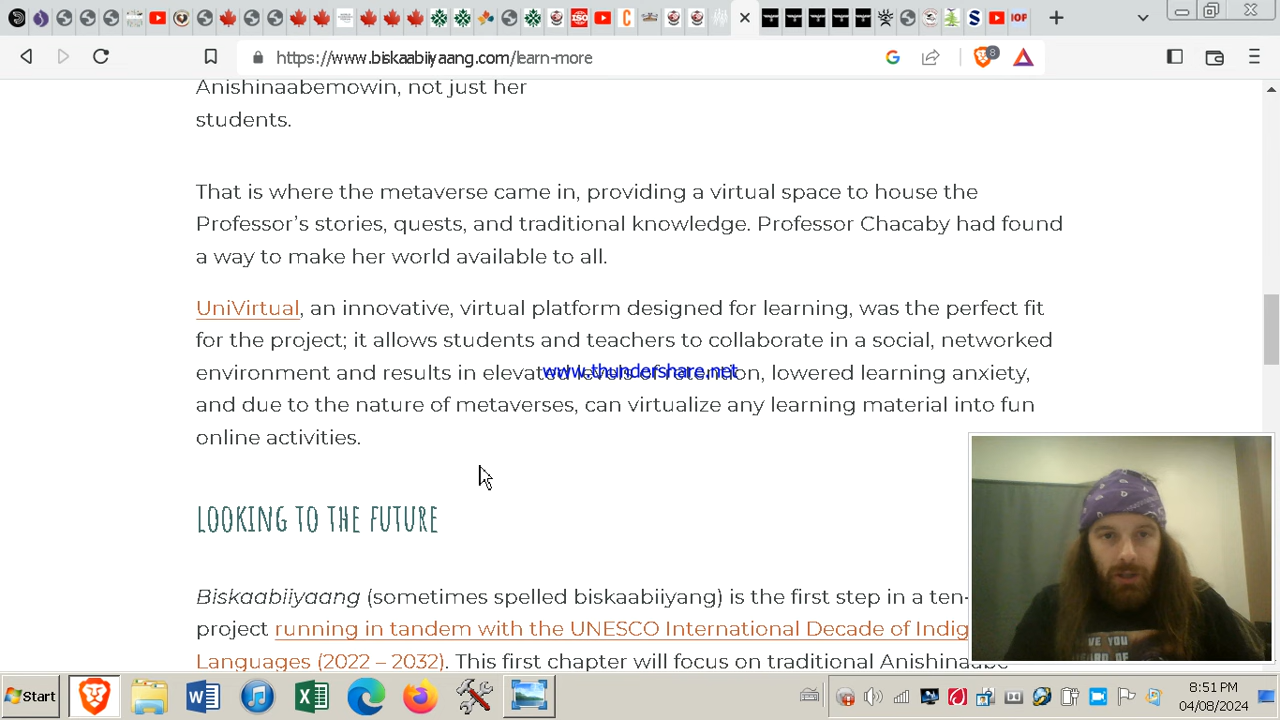 ISO
C
S
IOF
https://www.biskaabiiyaang.com/learn-more
8
Anishinaabemowin, not just her
students.
That is where the metaverse came in, providing a virtual space to house the
Professor's stories, quests, and traditional knowledge. Professor Chacaby had found
a way to make her world available to all.
UniVirtual, an innovative, virtual platform designed for learning, was the perfect fit
for the project; it allows students and teachers to collaborate in a social, networked
www.thundershare.net
environment and results in elevated levels of retention, lowered learning anxiety,
and due to the nature of metaverses, can virtualize any learning material into fun
online activities.
LOOKING TO THE FUTURE
Biskaabiiyaang (sometimes spelled biskaabiiyang) is the first step in a ten-
project running in tandem with the UNESCO International Decade of Indig
Languages (2022 – 2032). This first chapter will focus on traditional Anishinaabe
Start
8:51 PM
04/08/2024